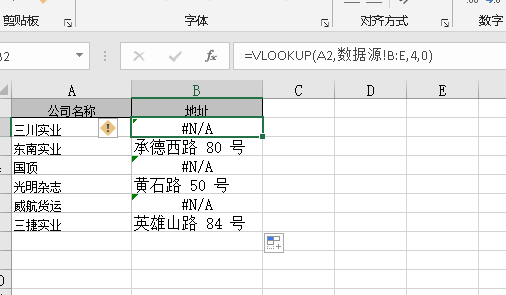 剪贴板 字体 对齐方式 数字
B2 =VLOOKUP(A2,数据源!B:E,4,0)
A B C D E
公司名称 地址
三川实业 #N/A
东南实业 承德西路 80 号
国顶 #N/A
光明杂志 黄石路 50 号
威航货运 #N/A
三捷实业 英雄山路 84 号